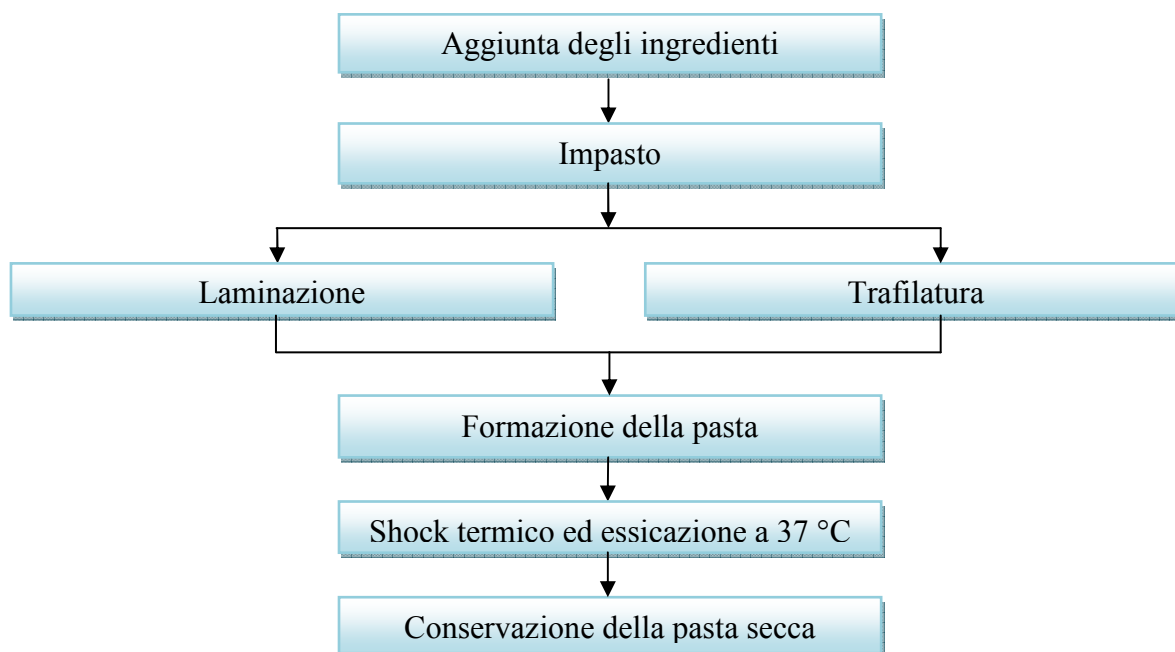 Aggiunta degli ingredienti
Impasto
Laminazione
Trafilatura
Formazione della pasta
Shock termico ed essicazione a 37 °C
Conservazione della pasta secca